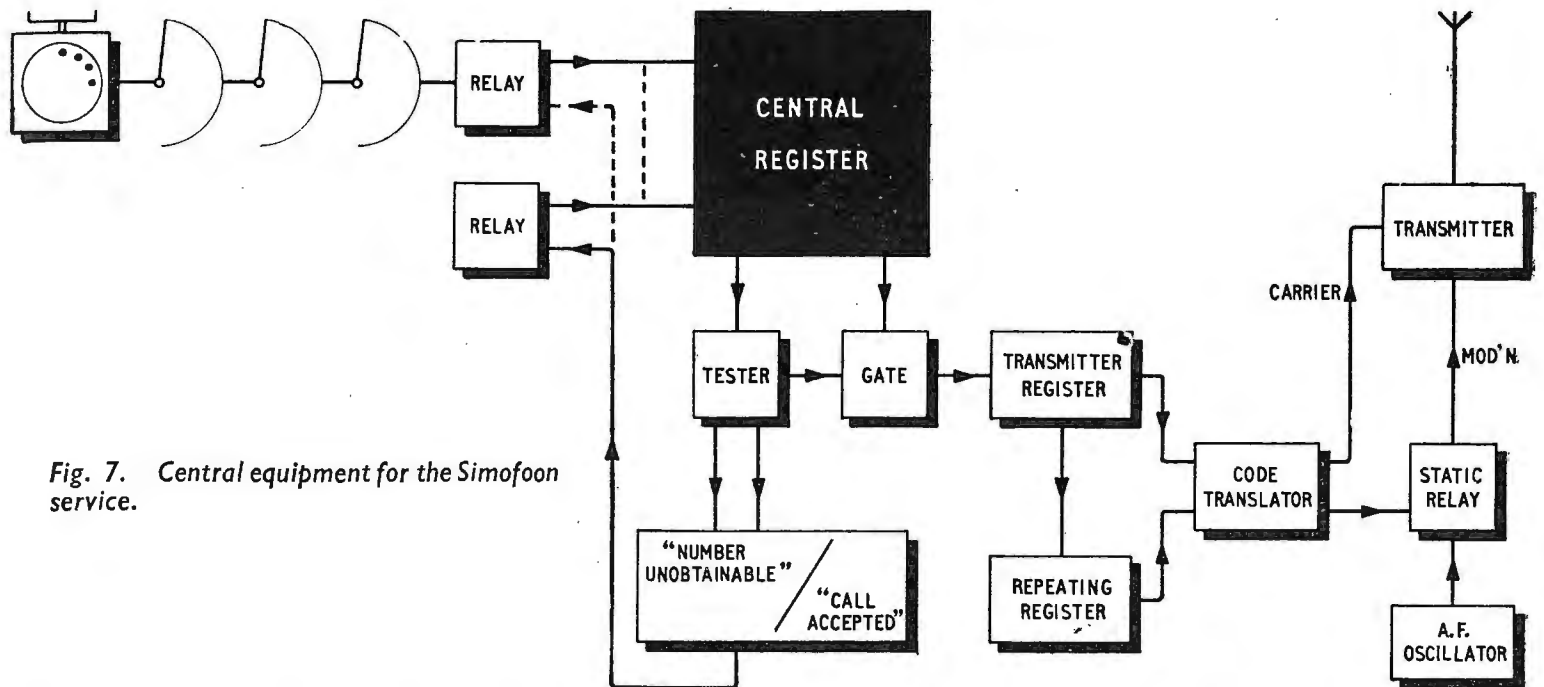 RELAY
CENTRAL
REGISTER
RELAY
TRANSMITTER
CARRIER
MOD'N.
TESTER
GATE
TRANSMITTER
REGISTER
CODE
TRANSLATOR
STATIC
RELAY
Fig. 7. Central equipment for the Simofoon
service.
"NUMBER
UNOBTAINABLE"
"CALL
ACCEPTED"
REPEATING
REGISTER
A.F.
OSCILLATOR